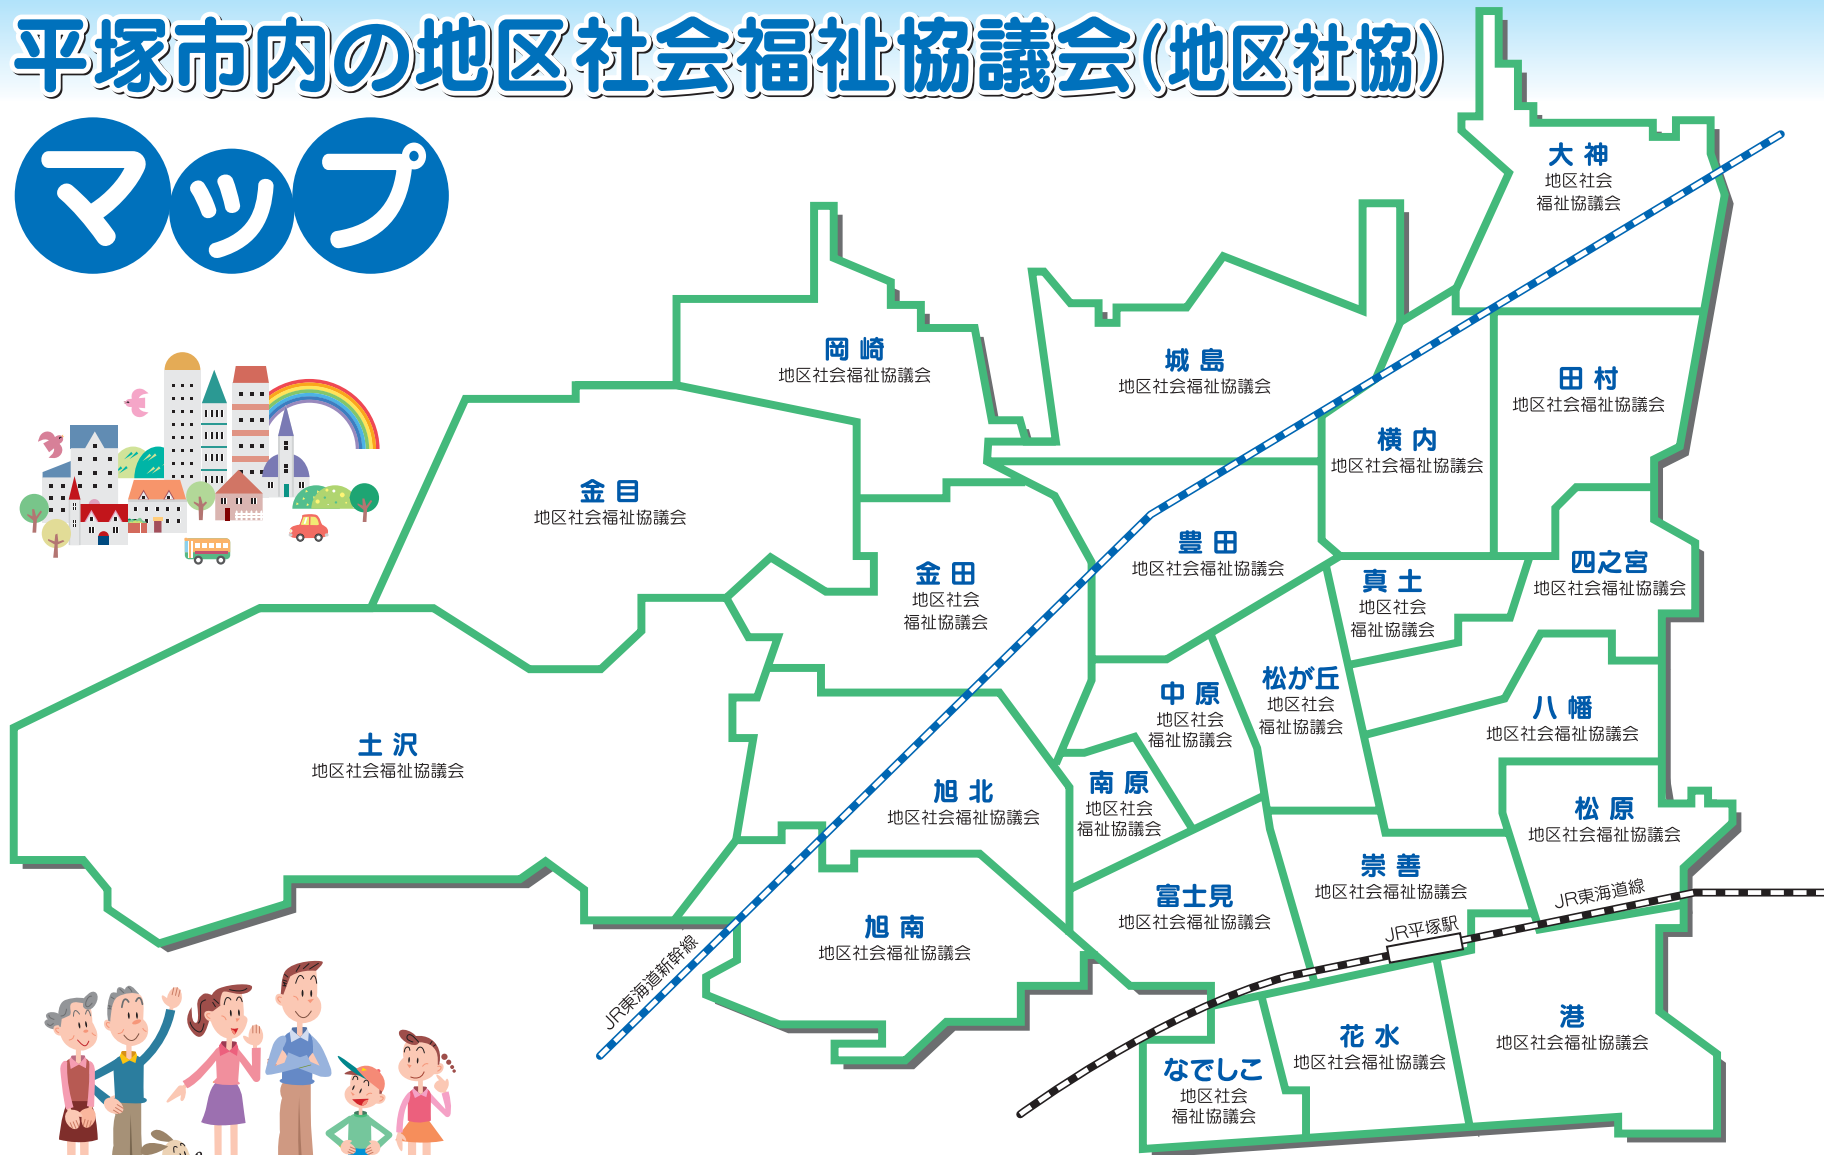 平塚市内の地区社会福祉協議会(地区社協)
マップ
大神
地区社会
福祉協議会
岡崎
地区社会福祉協議会
城島
地区社会福祉協議会
田村
地区社会福祉協議会
横内
地区社会福祉協議会
金目
地区社会福祉協議会
豊田
地区社会福祉協議会
四之宮
地区社会福祉協議会
金田
地区社会
福祉協議会
真土
地区社会
福祉協議会
松が丘
地区社会
福祉協議会
中原
地区社会
福祉協議会
八幡
地区社会福祉協議会
土沢
地区社会福祉協議会
旭北
地区社会福祉協議会
南原
地区社会
福祉協議会
松原
地区社会福祉協議会
崇善
地区社会福祉協議会
富士見
地区社会福祉協議会
JR東海道線
JR平塚駅
旭南
地区社会福祉協議会
JR東海道新幹線
港
地区社会福祉協議会
花水
地区社会福祉協議会
なでしこ
地区社会
福祉協議会